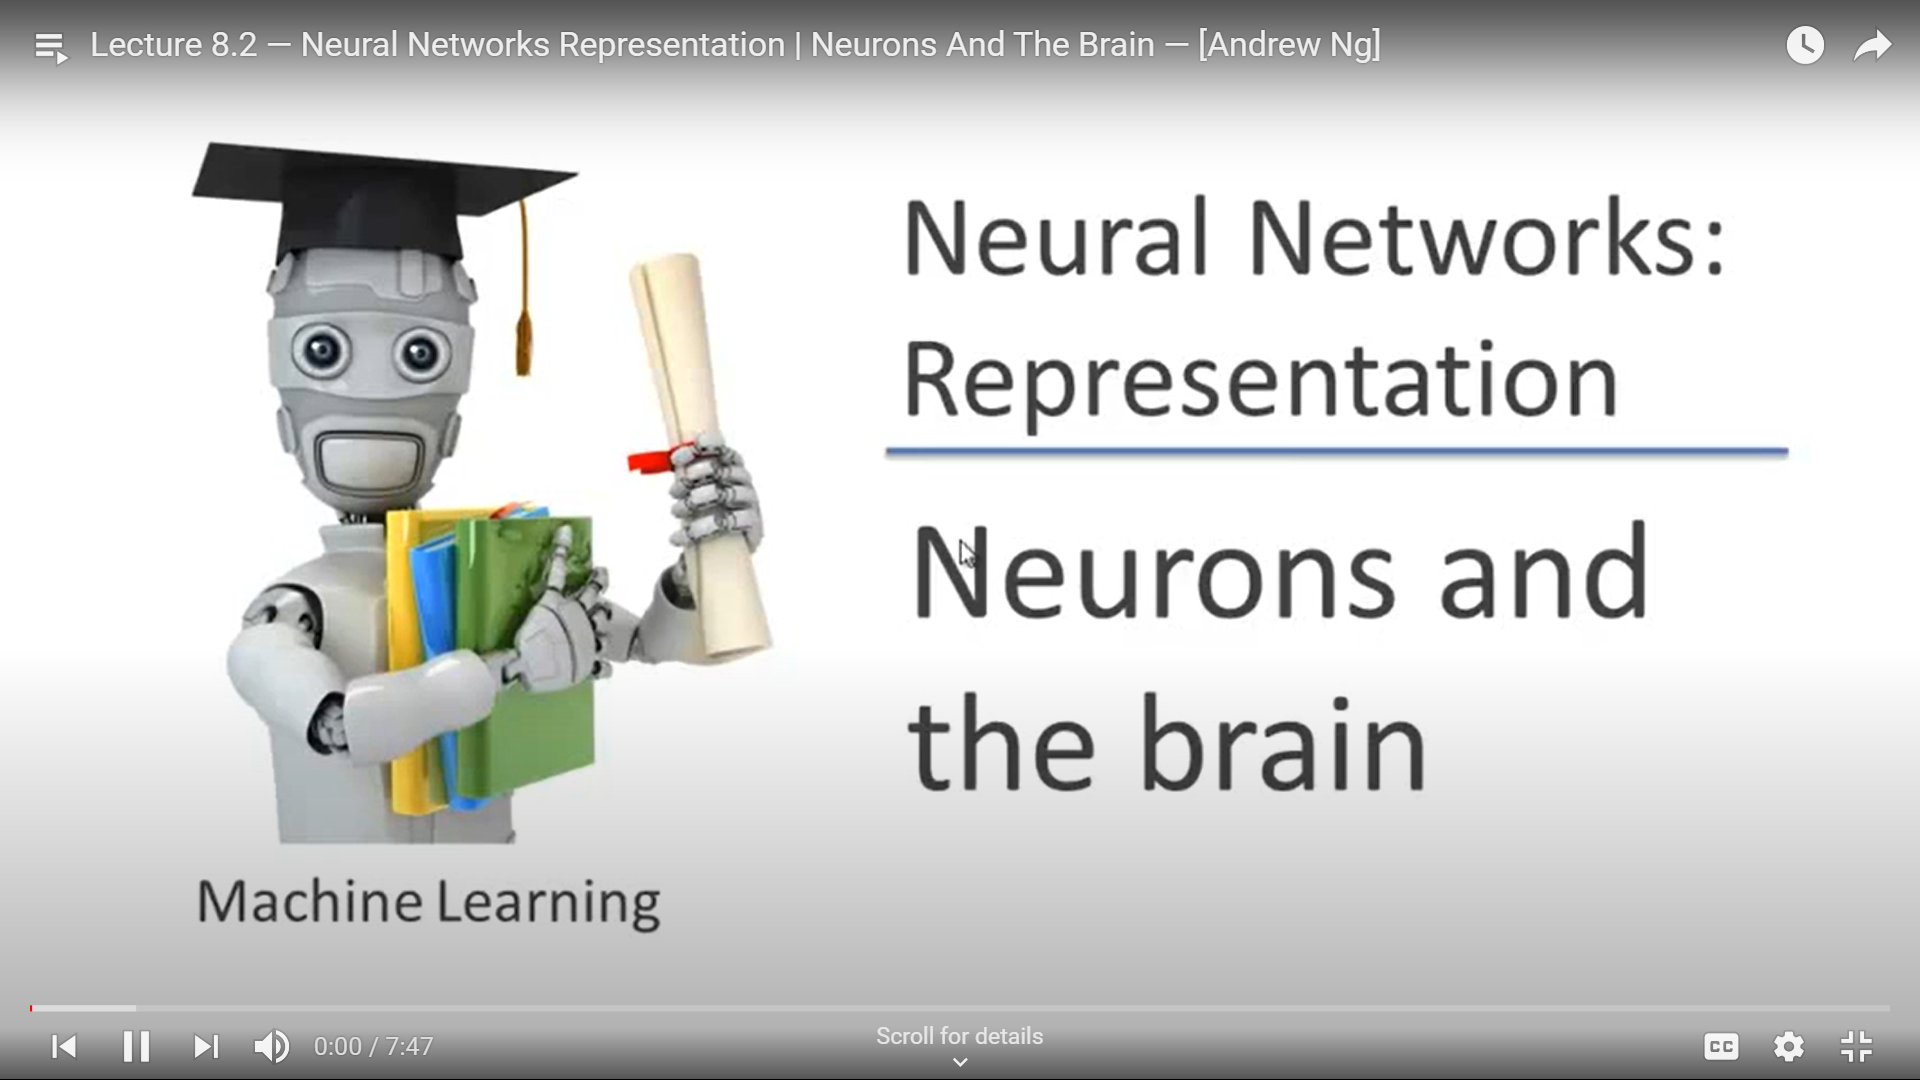 Lecture 8.2 — Neural Networks Representation | Neurons And The Brain — [Andrew Ng]
Neural Networks:
Representation
Neurons and
the brain
Machine Learning
0:00 / 7:47
Scroll for details
CC